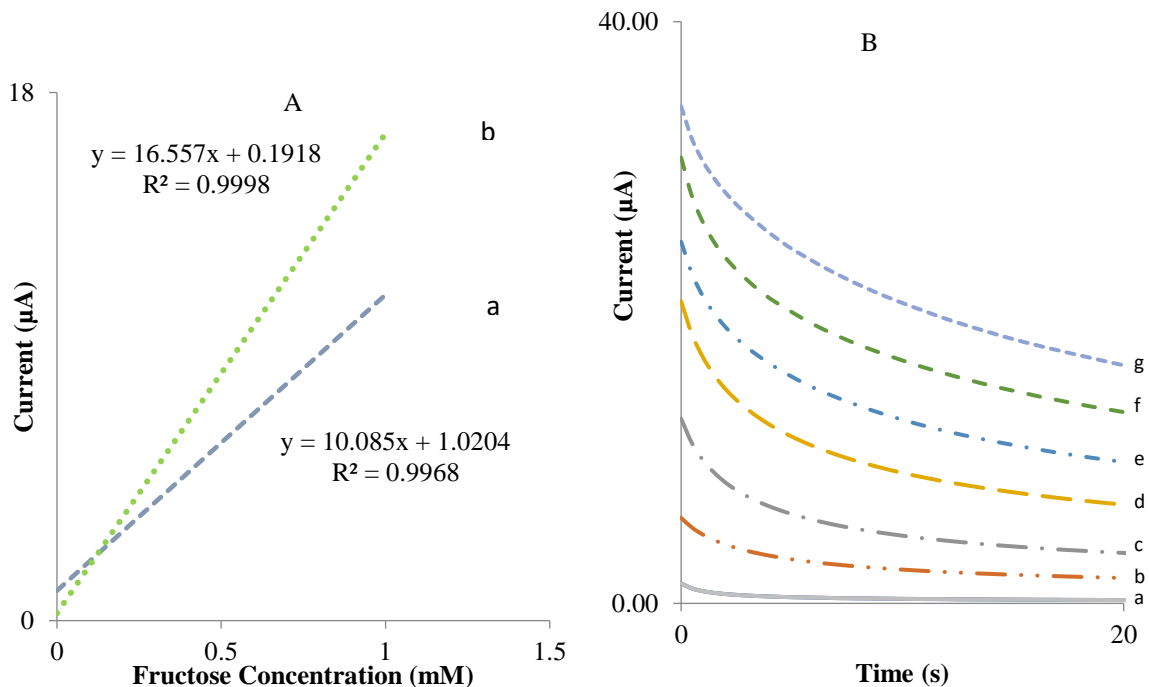 A
18
b
y = 16.557x + 0.1918
R² = 0.9998
Current (µA)
a
y = 10.085x + 1.0204
R² = 0.9968
0
0
0.5
1
1.5
Fructose Concentration (mM)
40.00
B
Current (µA)
g
f
e
d
c
b
a
0.00
0
20
Time (s)